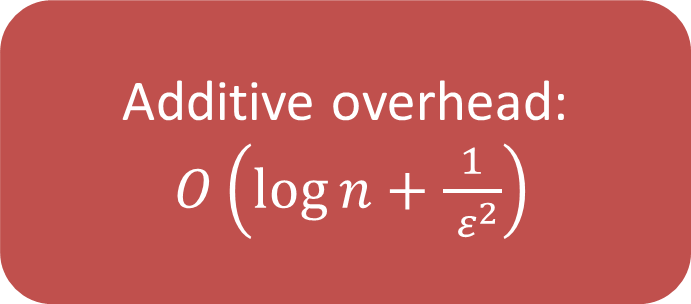 Additive overhead:
𝑂(log 𝑛 + 1/𝜀²)